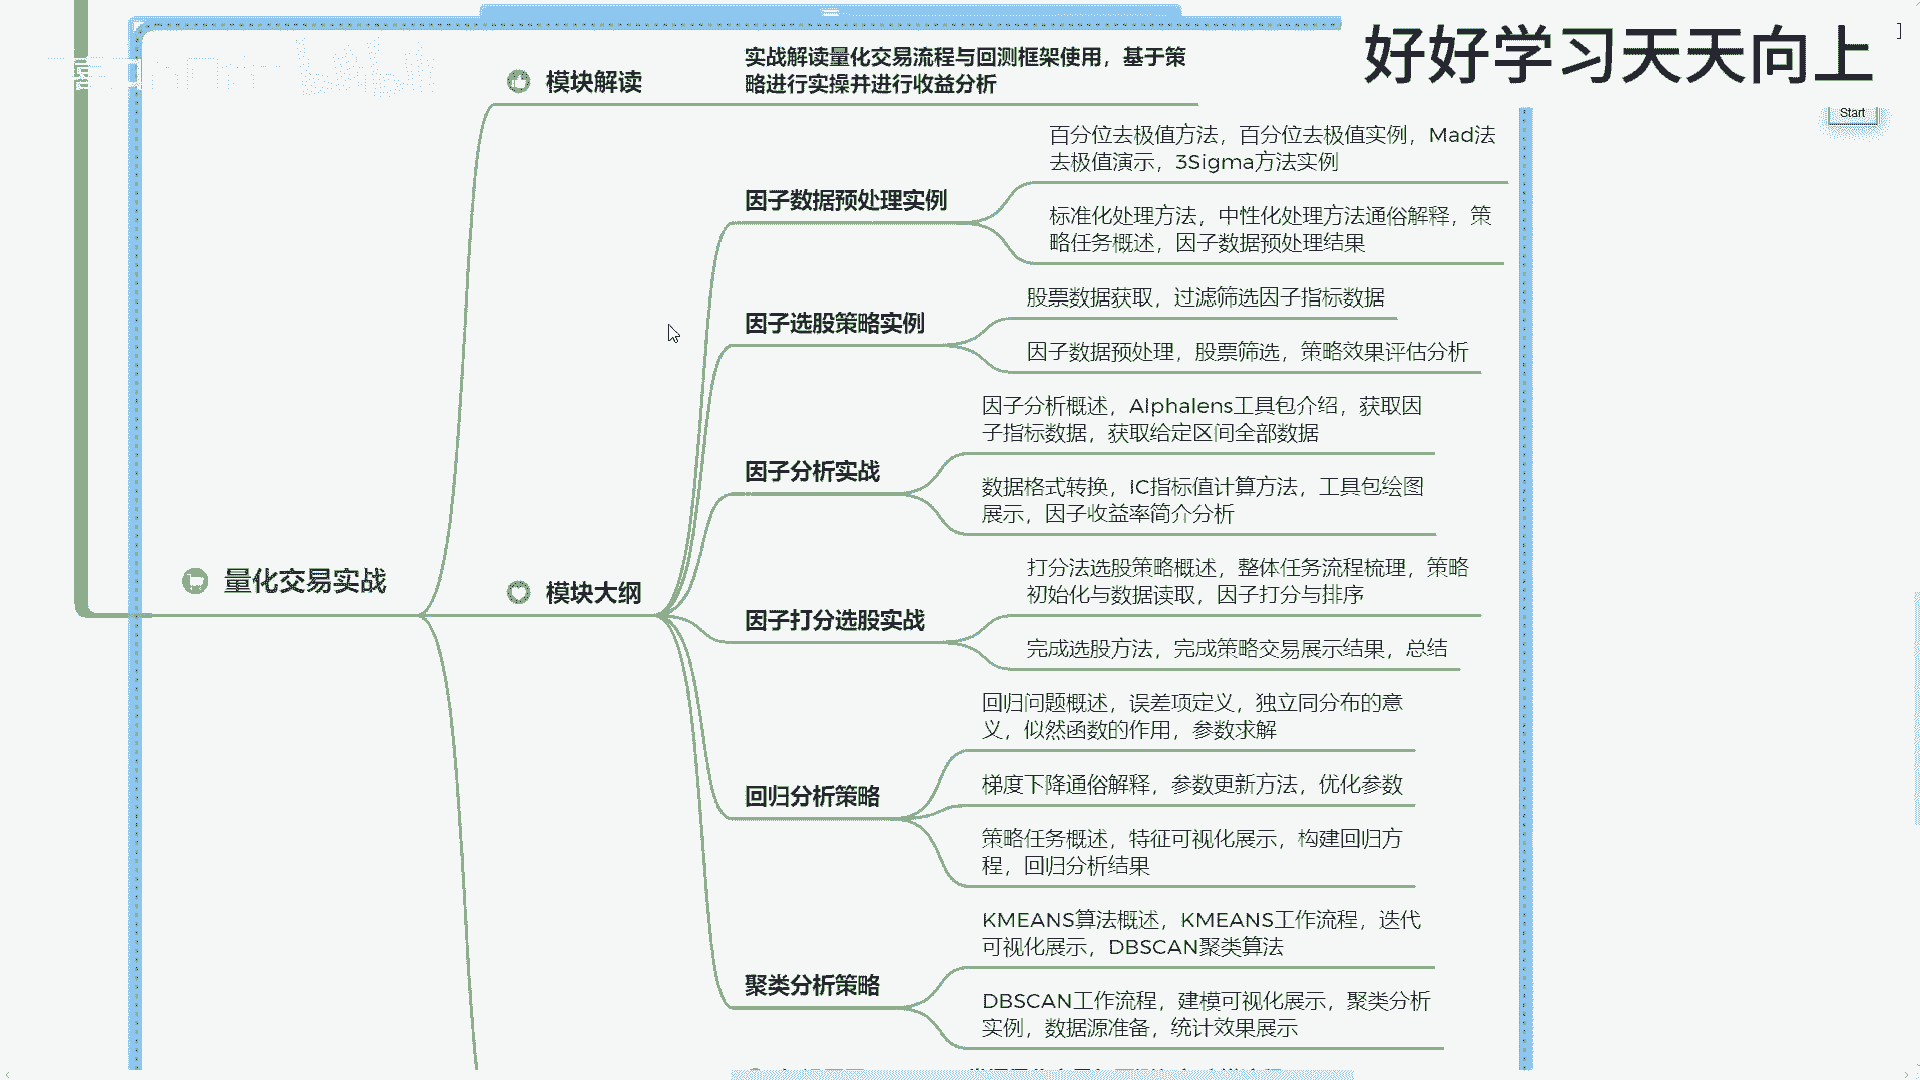 好好学习天天向上
]
Start
模块解读
实战解读量化交易流程与回测框架使用，基于策
略进行实操并进行收益分析
量化交易实战
模块大纲
因子数据预处理实例
百分位去极值方法，百分位去极值实例，Mad法
去极值演示，3Sigma方法实例
标准化处理方法，中性化处理方法通俗解释，策
略任务概述，因子数据预处理结果
因子选股策略实例
股票数据获取，过滤筛选因子指标数据
因子数据预处理，股票筛选，策略效果评估分析
因子分析实战
因子分析概述，Alphalens工具包介绍，获取因
子指标数据，获取给定区间全部数据
数据格式转换，IC指标值计算方法，工具包绘图
展示，因子收益率简介分析
因子打分选股实战
打分法选股策略概述，整体任务流程梳理，策略
初始化与数据读取，因子打分与排序
完成选股方法，完成策略交易展示结果，总结
回归分析策略
回归问题概述，误差项定义，独立同分布的意
义，似然函数的作用，参数求解
梯度下降通俗解释，参数更新方法，优化参数
策略任务概述，特征可视化展示，构建回归方
程，回归分析结果
聚类分析策略
KMEANS算法概述，KMEANS工作流程，迭代
可视化展示，DBSCAN聚类算法
DBSCAN工作流程，建模可视化展示，聚类分析
实例，数据源准备，统计效果展示